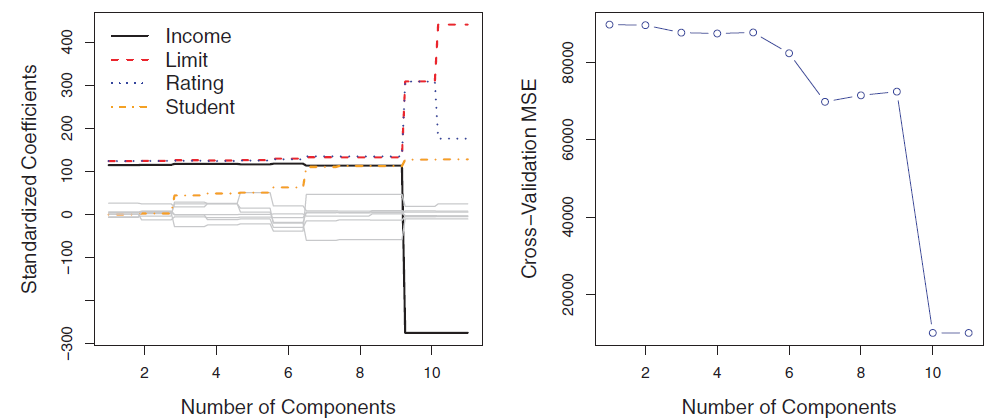 Standardized Coefficients
400
300
200
100
0
−100
−300
Income
Limit
Rating
Student
2
4
6
8
10
Number of Components
Cross−Validation MSE
80000
60000
40000
20000
2
4
6
8
10
Number of Components